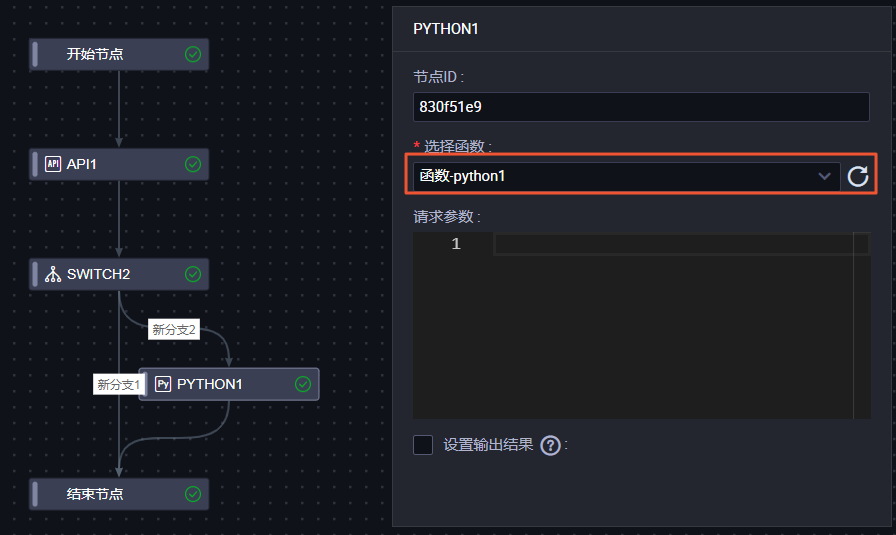 开始节点
API API1
SWITCH2
新分支2
新分支1
Py PYTHON1
结束节点
PYTHON1
节点ID :
830f51e9
* 选择函数 :
函数-python1
请求参数 :
1
设置输出结果 ? :